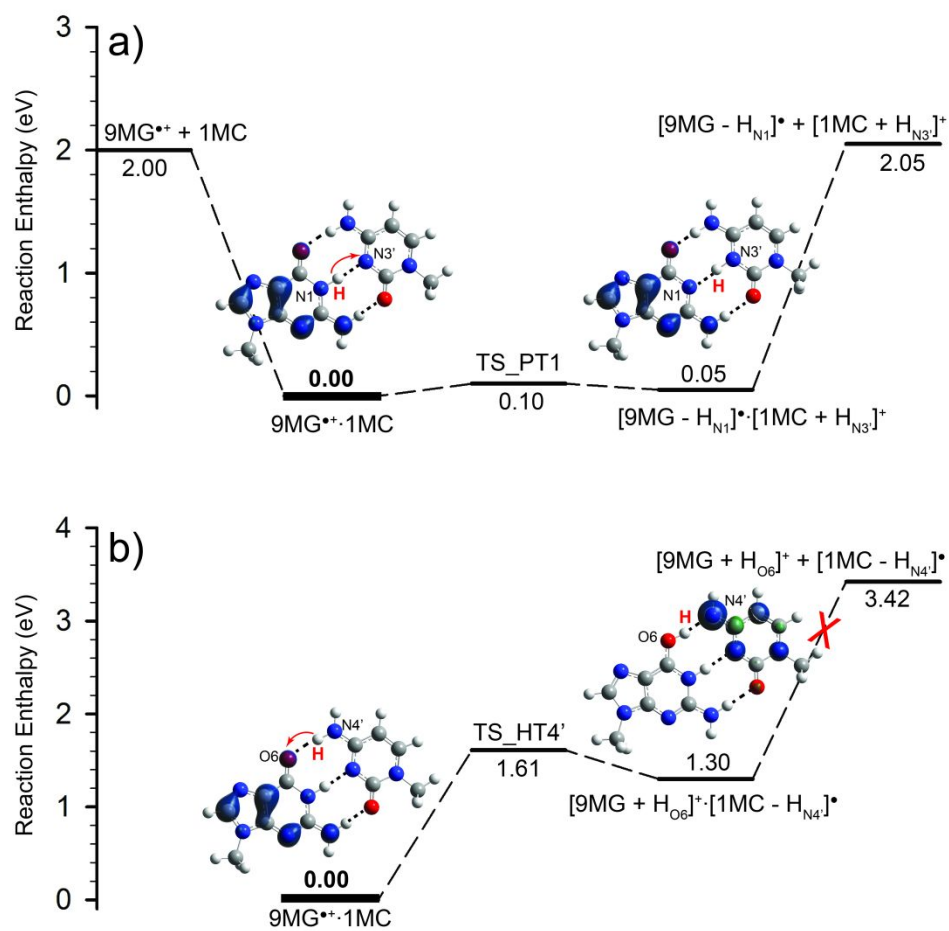 a)
Reaction Enthalpy (eV)
3
2
1
0
9MG•+ + 1MC
2.00
N3'
H
N1
0.00
9MG•+·1MC
TS_PT1
0.10
N3'
H
N1
0.05
[9MG - HN1]•·[1MC + HN3']+
[9MG - HN1]• + [1MC + HN3']+
2.05
b)
Reaction Enthalpy (eV)
4
3
2
1
0
N4'
O6
H
0.00
9MG•+·1MC
TS_HT4'
1.61
N4'
H
O6
1.30
[9MG + HO6]+·[1MC - HN4']•
[9MG + HO6]+ + [1MC - HN4']•
3.42
X